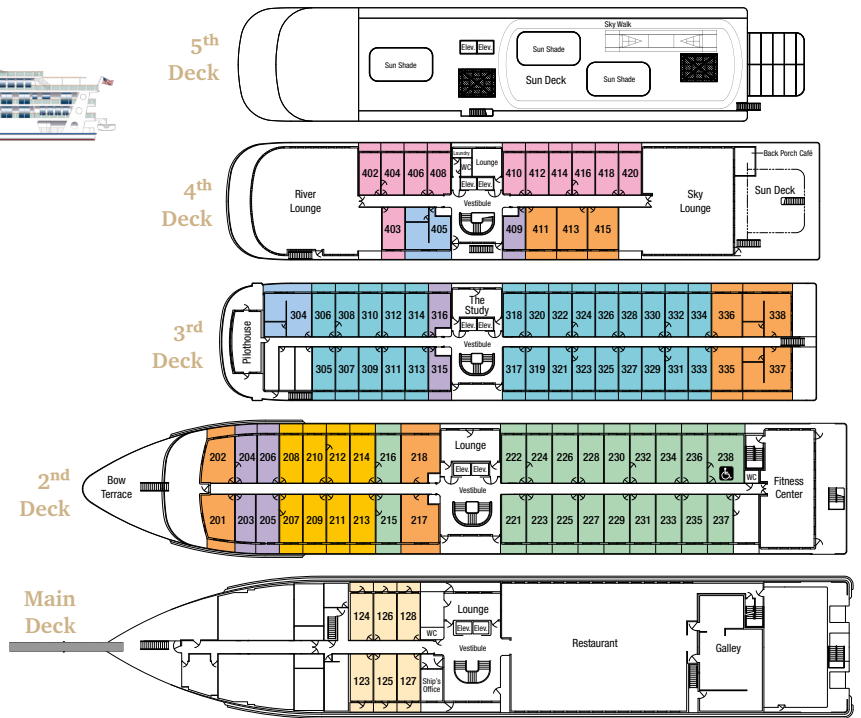 5th
Deck
Sky Walk
Elev. Elev.
Sun Shade
Sun Shade
Sun Deck
Sun Shade
4th
Deck
River
Lounge
402 404 406 408
Laundry
WC
Lounge
Elev. Elev.
Vestibule
410 412 414 416 418 420
403 405
409 411 413 415
Sky
Lounge
Back Porch Café
Sun Deck
3rd
Deck
Pilothouse
304 306 308 310 312 314 316
The
Study
Elev. Elev.
Vestibule
318 320 322 324 326 328 330 332 334 336 338
305 307 309 311 313 315
317 319 321 323 325 327 329 331 333 335 337
2nd
Deck
Bow
Terrace
202 204 206 208 210 212 214 216 218
Lounge
Elev. Elev.
Vestibule
222 224 226 228 230 232 234 236 238
WC
Fitness
Center
201 203 205 207 209 211 213 215 217
221 223 225 227 229 231 233 235 237
Main
Deck
124 126 128
WC
Lounge
Elev. Elev.
Vestibule
123 125 127
Ship's
Office
Restaurant
Galley